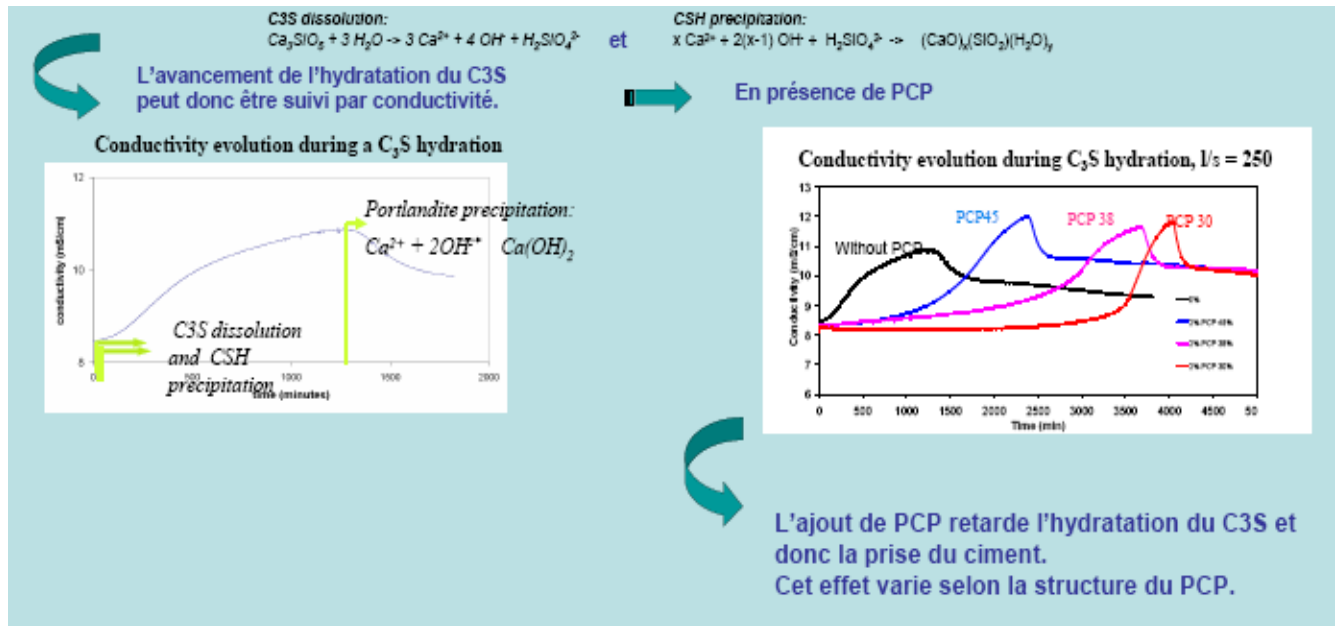 C3S dissolution:
Ca₃SiO₅ + 3 H₂O -> 3 Ca²⁺ + 4 OH⁻ + H₂SiO₄²⁻
et
CSH precipitation:
x Ca²⁺ + 2(x-1) OH⁻ + H₂SiO₄²⁻ -> (CaO)ₓ(SiO₂)(H₂O)ᵧ
L'avancement de l'hydratation du C3S
peut donc être suivi par conductivité.
En présence de PCP
Conductivity evolution during a C₃S hydration
12
10
8
conductivity (mS/cm)
Portlandite precipitation:
Ca²⁺ + 2OH⁻ Ca(OH)₂
C3S dissolution
and CSH
precipitation
0 500 1000 1500 2000
time (minutes)
Conductivity evolution during C₃S hydration, l/s = 250
13
12
11
10
9
8
7
6
Conductivity (mS/cm)
Without PCP
PCP45
PCP 38
PCP 30
0%
0 500 1000 1500 2000 2500 3000 3500 4000 4500 50
Time (min)
L'ajout de PCP retarde l'hydratation du C3S et
donc la prise du ciment.
Cet effet varie selon la structure du PCP.